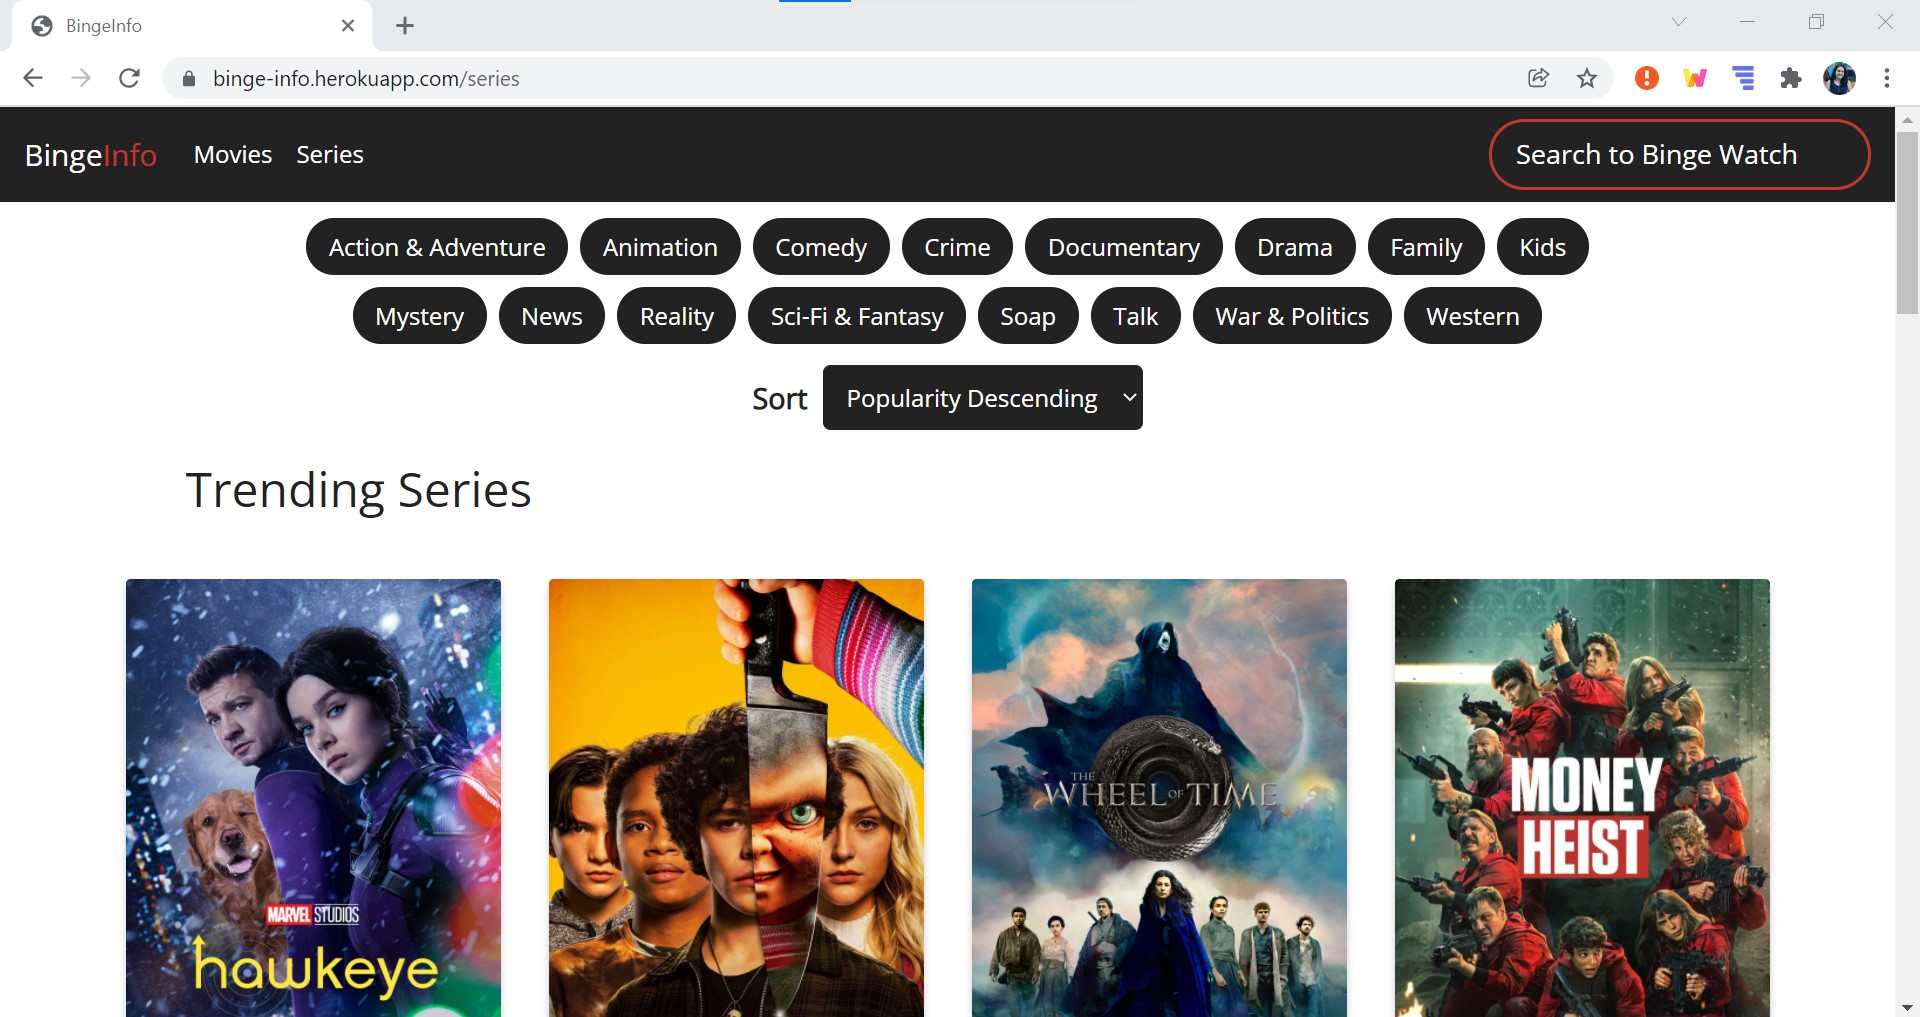 BingeInfo
binge-info.herokuapp.com/series
BingeInfo Movies Series Search to Binge Watch
Action & Adventure Animation Comedy Crime Documentary Drama Family Kids
Mystery News Reality Sci-Fi & Fantasy Soap Talk War & Politics Western
Sort Popularity Descending
Trending Series
MARVEL STUDIOS
hawkeye
THE
WHEEL OF TIME
MONEY
HEIST